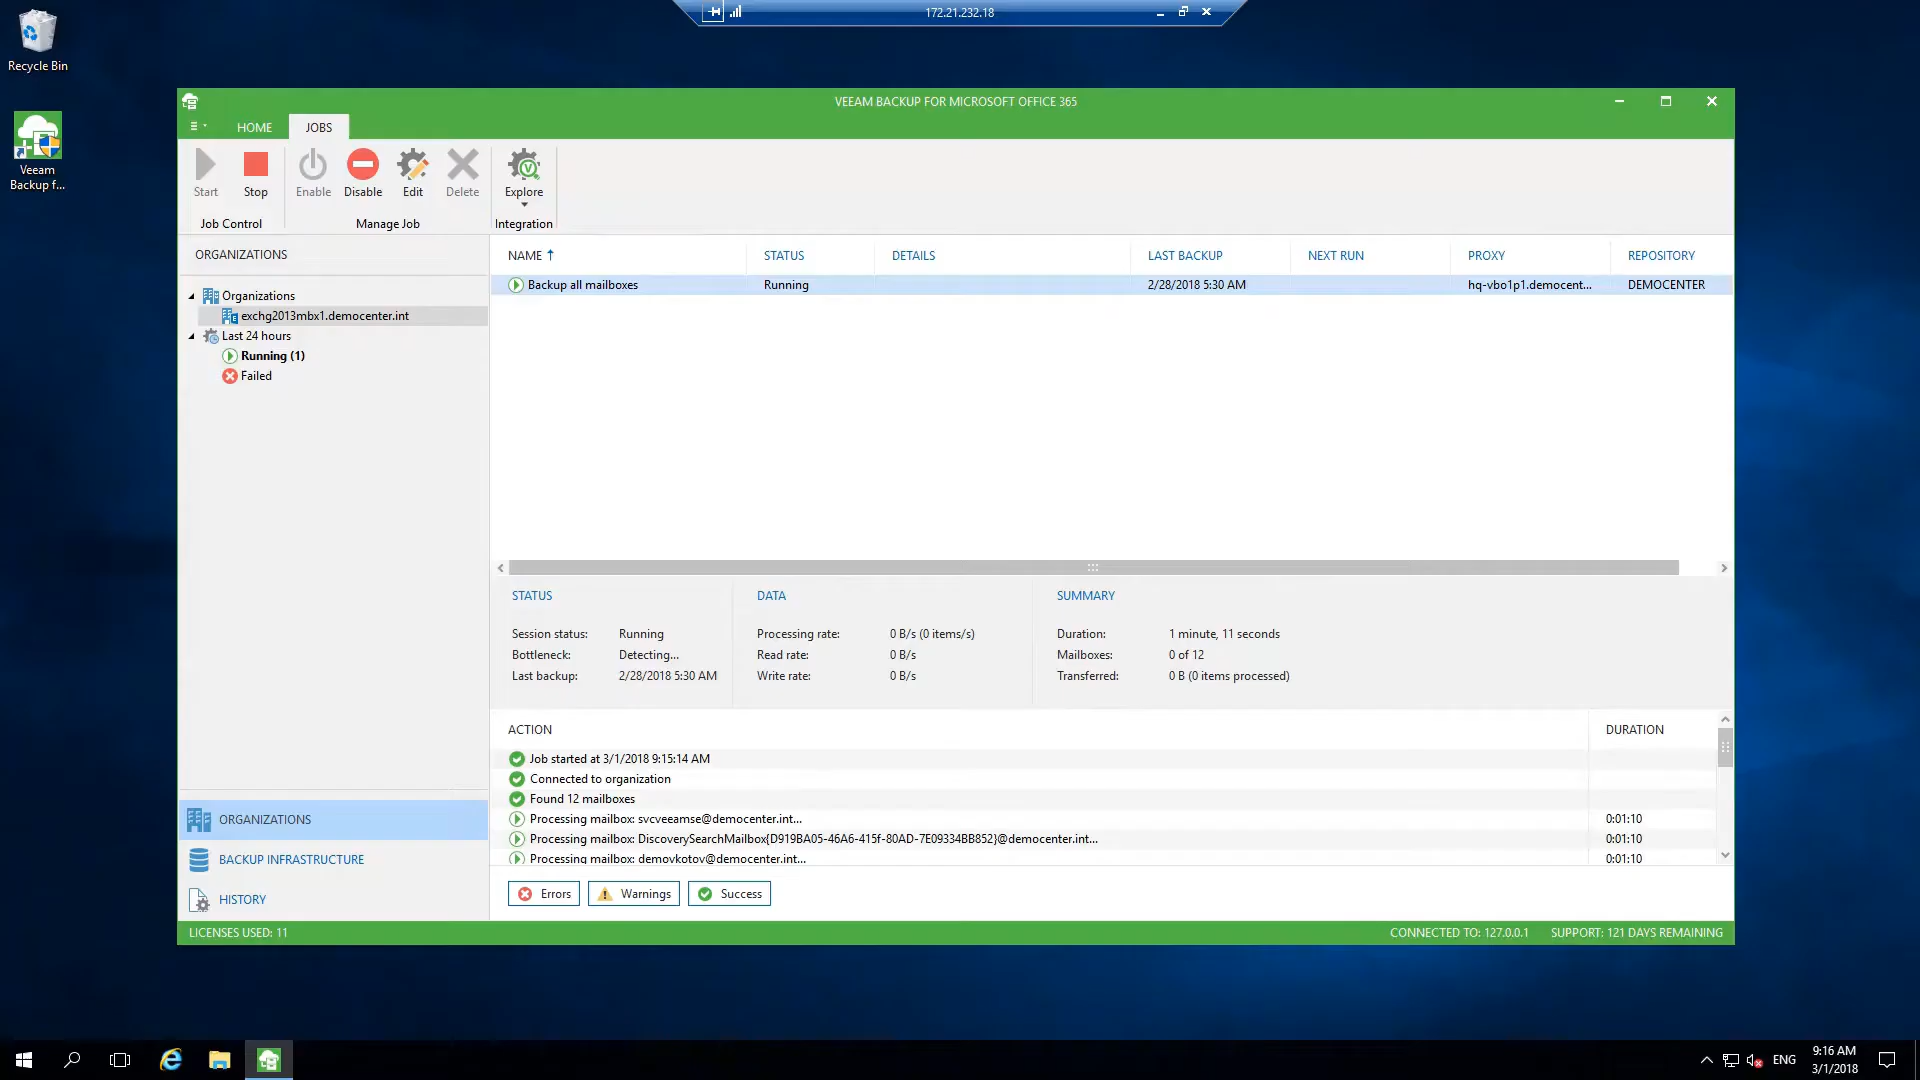 172.21.232.18
Recycle Bin
Veeam
Backup f...
VEEAM BACKUP FOR MICROSOFT OFFICE 365
HOME JOBS
Start Stop Enable Disable Edit Delete Explore
Job Control Manage Job Integration
ORGANIZATIONS
Organizations
exchg2013mbx1.democenter.int
Last 24 hours
Running (1)
Failed
NAME STATUS DETAILS LAST BACKUP NEXT RUN PROXY REPOSITORY
Backup all mailboxes Running 2/28/2018 5:30 AM hq-vbo1p1.democent... DEMOCENTER
STATUS DATA SUMMARY
Session status: Running Processing rate: 0 B/s (0 items/s) Duration: 1 minute, 11 seconds
Bottleneck: Detecting... Read rate: 0 B/s Mailboxes: 0 of 12
Last backup: 2/28/2018 5:30 AM Write rate: 0 B/s Transferred: 0 B (0 items processed)
ACTION DURATION
Job started at 3/1/2018 9:15:14 AM
Connected to organization
Found 12 mailboxes
Processing mailbox: svcveeamse@democenter.int... 0:01:10
Processing mailbox: DiscoverySearchMailbox{D919BA05-46A6-415f-80AD-7E09334BB852}@democenter.int... 0:01:10
Processing mailbox: demovkotov@democenter.int... 0:01:10
Errors Warnings Success
ORGANIZATIONS
BACKUP INFRASTRUCTURE
HISTORY
LICENSES USED: 11 CONNECTED TO: 127.0.0.1 SUPPORT: 121 DAYS REMAINING
ENG
9:16 AM
3/1/2018